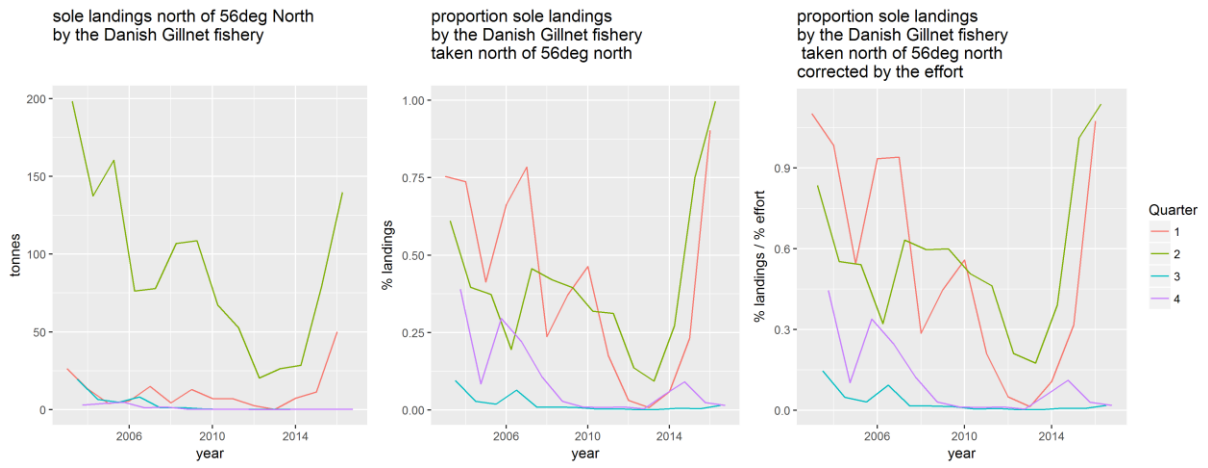 sole landings north of 56deg North
by the Danish Gillnet fishery
200
150
100
50
0
tonnes
2006
2010
2014
year
proportion sole landings
by the Danish Gillnet fishery
taken north of 56deg north
1.00
0.75
0.50
0.25
0.00
% landings
2006
2010
2014
year
proportion sole landings
by the Danish Gillnet fishery
taken north of 56deg north
corrected by the effort
0.9
0.6
0.3
0.0
% landings / % effort
2006
2010
2014
year
Quarter
1
2
3
4